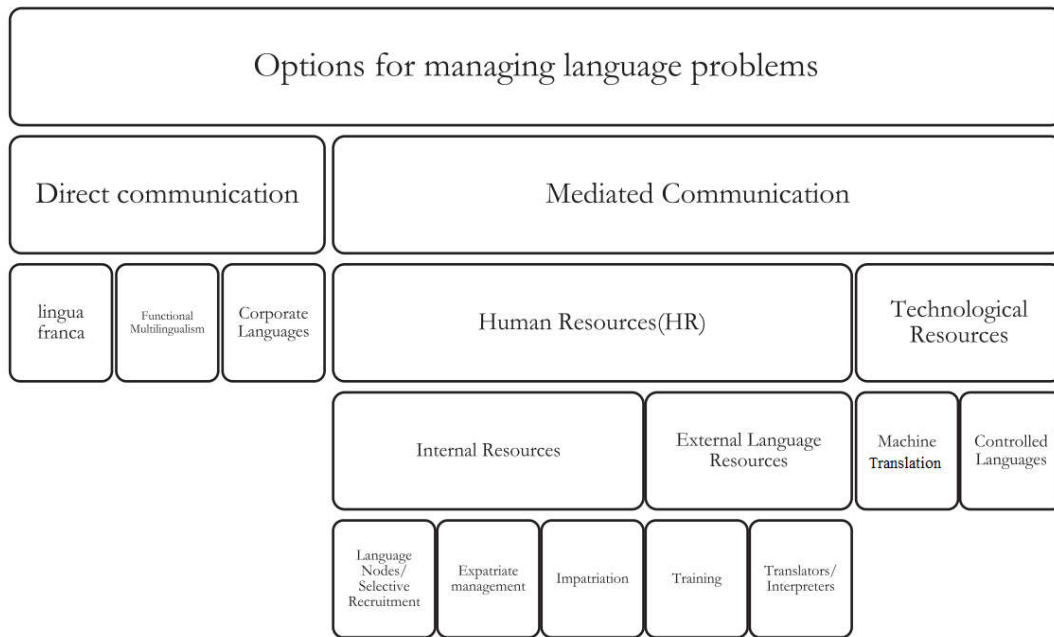 Options for managing language problems
Direct communication
Mediated Communication
lingua
franca
Functional
Multilingualism
Corporate
Languages
Human Resources(HR)
Technological
Resources
Internal Resources
External Language
Resources
Machine
Translation
Controlled
Languages
Language
Nodes/
Selective
Recruitment
Expatriate
management
Impatriation
Training
Translators/
Interpreters